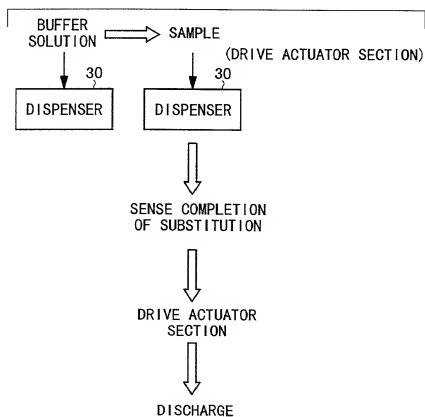 BUFFER
SOLUTION
SAMPLE
(DRIVE ACTUATOR SECTION)
30
30
DISPENSER
DISPENSER
SENSE COMPLETION
OF SUBSTITUTION
DRIVE ACTUATOR
SECTION
DISCHARGE